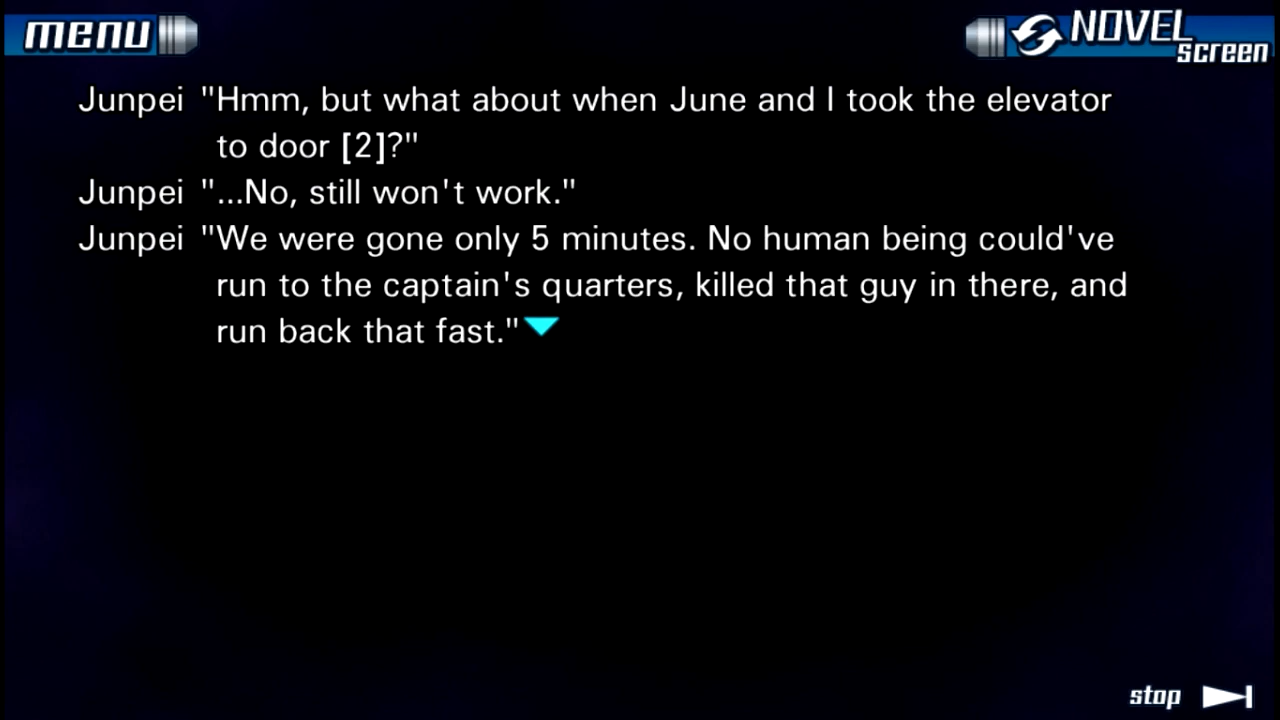 menu
NOVEL
screen
Junpei "Hmm, but what about when June and I took the elevator
to door [2]?"
Junpei "...No, still won't work."
Junpei "We were gone only 5 minutes. No human being could've
run to the captain's quarters, killed that guy in there, and
run back that fast."
stop